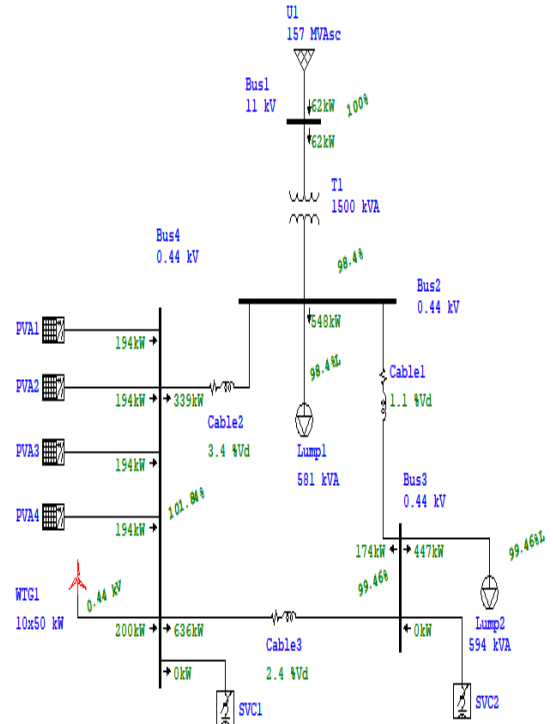 U1
157 MVAsc
Bus1
11 kV
62kW
100%
62kW
T1
1500 kVA
Bus4
0.44 kV
98.4%
Bus2
0.44 kV
548kW
PVA1
194kW
98.4%L
Cable1
1.1 %Vd
PVA2
194kW
339kW
Cable2
3.4 %Vd
Lump1
581 kVA
PVA3
194kW
Bus3
0.44 kV
101.84%
PVA4
194kW
174kW
447kW
99.46%L
99.46%
0.44 kV
WTG1
10x50 kW
200kW
636kW
0kW
Lump2
594 kVA
Cable3
2.4 %Vd
0kW
SVC1
SVC2